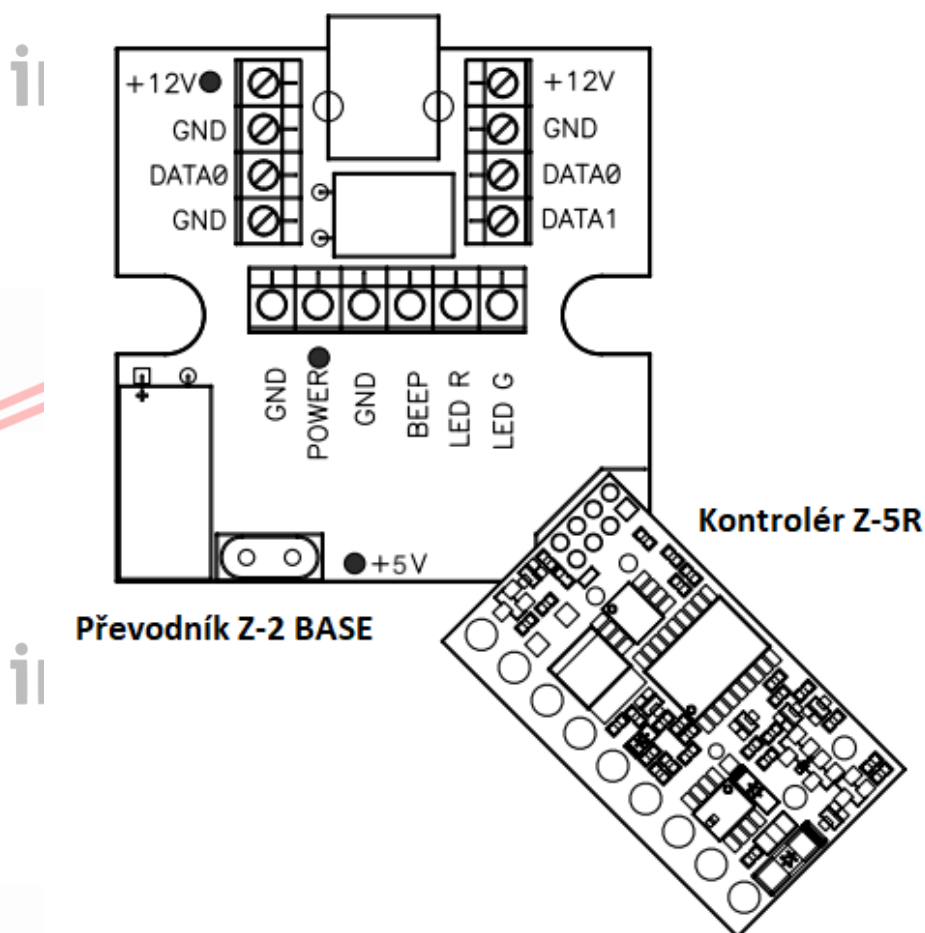 +12V
GND
DATA0
GND
+12V
GND
DATA0
DATA1
GND
POWER
GND
BEEP
LED R
LED G
+
+5V
Kontrolér Z-5R
Převodník Z-2 BASE